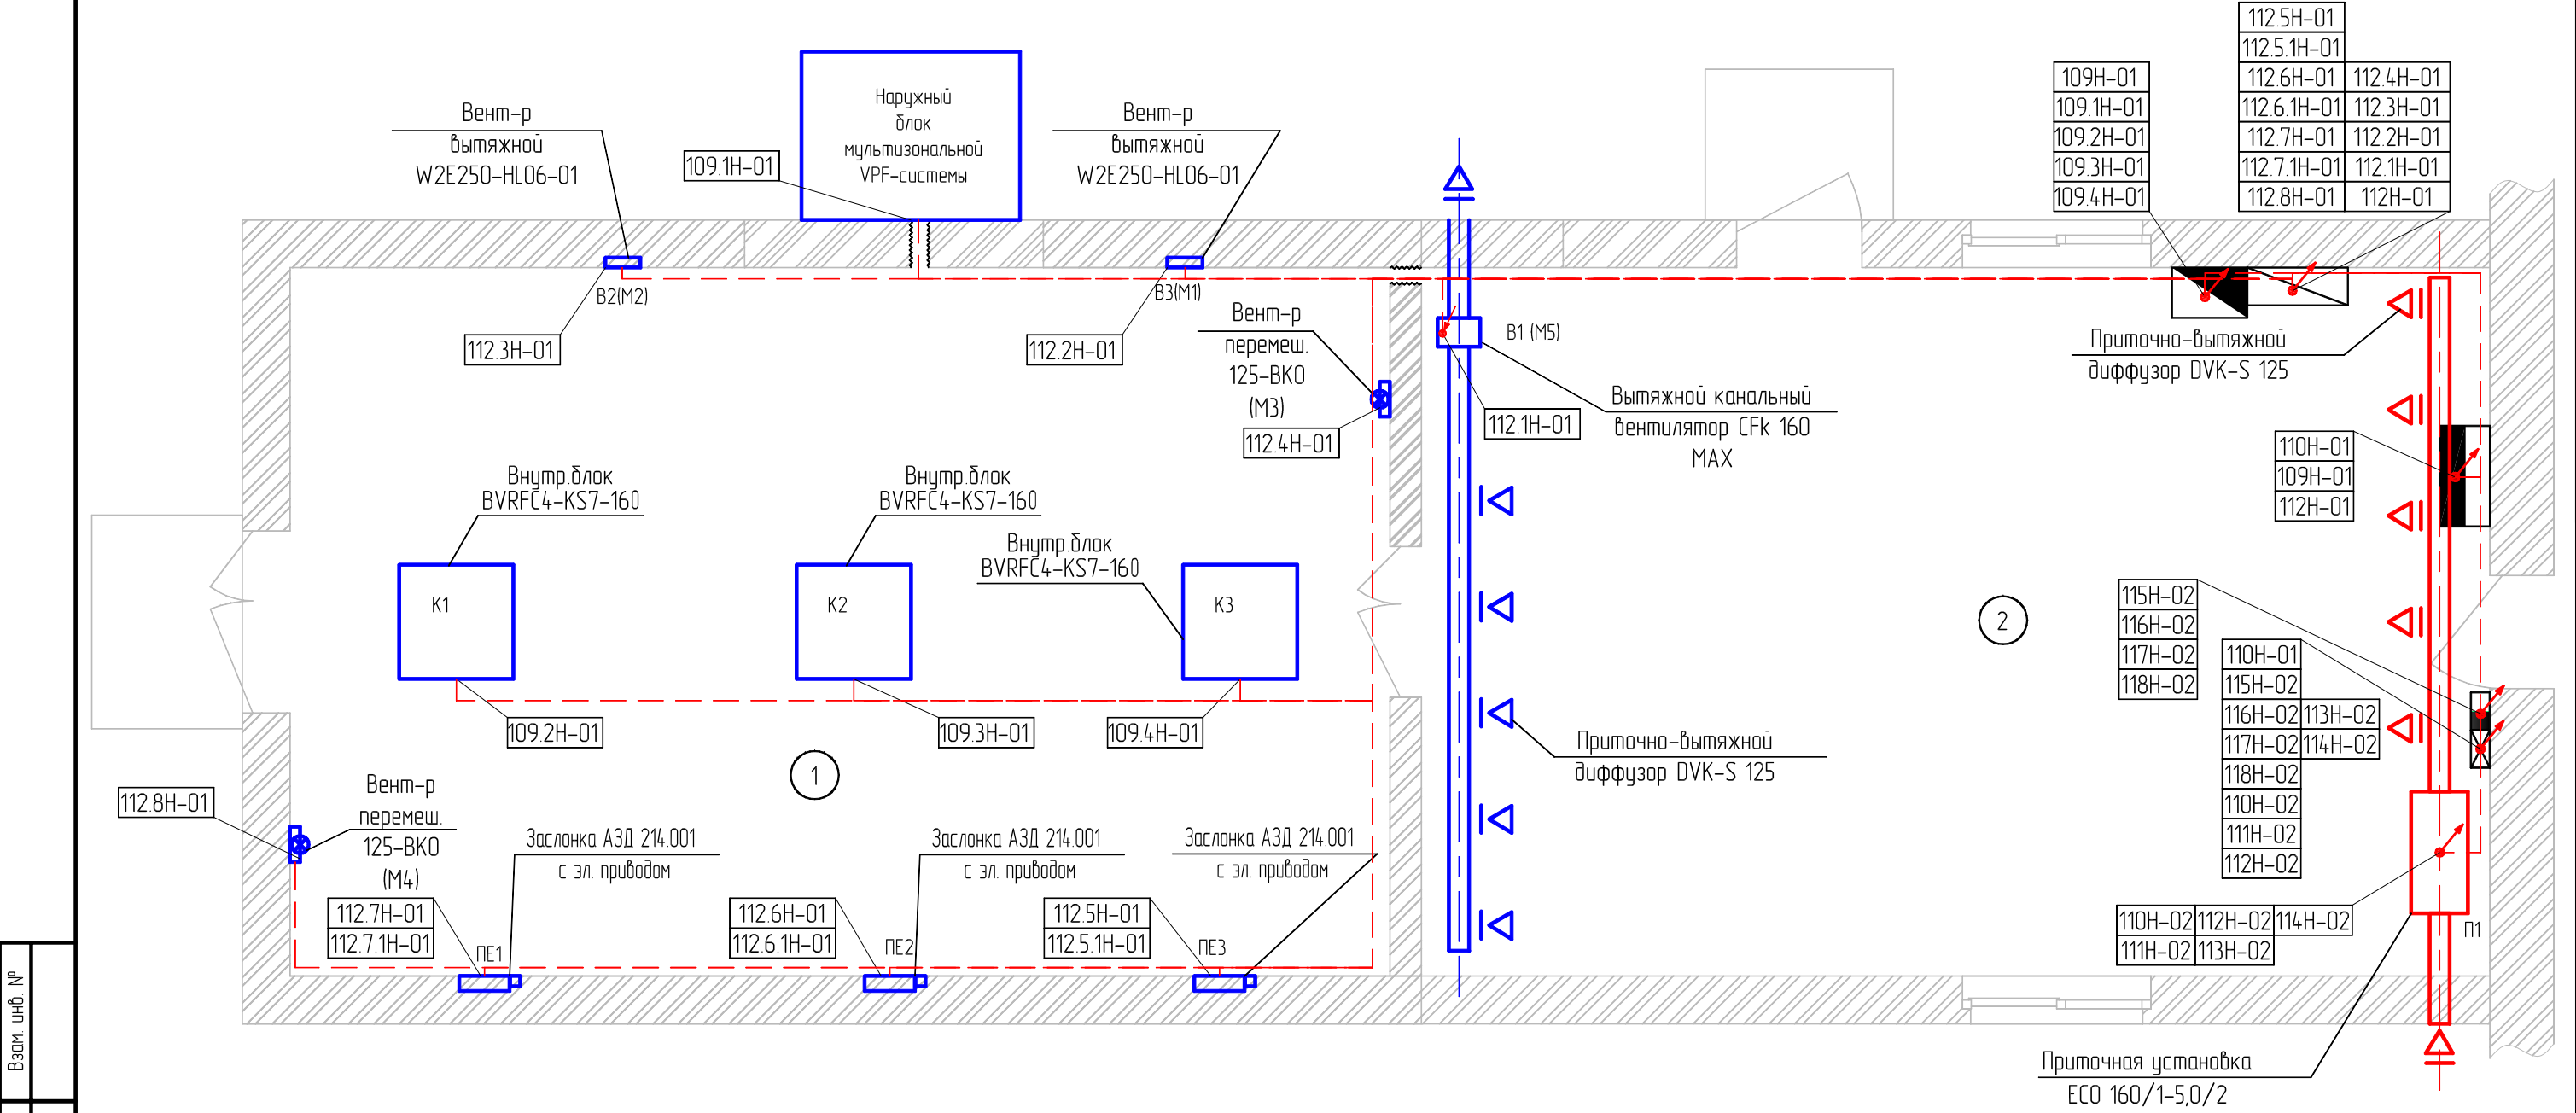 112.5Н-01
112.5.1Н-01
112.6Н-01 112.4Н-01
112.6.1Н-01 112.3Н-01
112.7Н-01 112.2Н-01
112.7.1Н-01 112.1Н-01
112.8Н-01 112Н-01
109Н-01
109.1Н-01
109.2Н-01
109.3Н-01
109.4Н-01
Вент-р
вытяжной
W2E250-HL06-01
109.1Н-01
Наружный
блок
мультизональной
VPF-системы
Вент-р
вытяжной
W2E250-HL06-01
В2(М2)
В3(М1)
112.3Н-01
112.2Н-01
Вент-р
перемеш.
125-ВКО
(М3)
112.4Н-01
В1 (М5)
112.1Н-01
Вытяжной канальный
вентилятор CFk 160
MAX
Приточно-вытяжной
диффузор DVK-S 125
110Н-01
109Н-01
112Н-01
Внутр.блок
BVRFC4-KS7-160
Внутр.блок
BVRFC4-KS7-160
Внутр.блок
BVRFC4-KS7-160
К1
К2
К3
109.2Н-01
109.3Н-01
109.4Н-01
1
2
115Н-02
116Н-02
117Н-02
118Н-02
110Н-01
115Н-02
116Н-02 113Н-02
117Н-02 114Н-02
118Н-02
110Н-02
111Н-02
112Н-02
Приточно-вытяжной
диффузор DVK-S 125
112.8Н-01
Вент-р
перемеш.
125-ВКО
(М4)
Заслонка АЗД 214.001
с эл. приводом
Заслонка АЗД 214.001
с эл. приводом
Заслонка АЗД 214.001
с эл. приводом
112.7Н-01
112.7.1Н-01
ПЕ1
112.6Н-01
112.6.1Н-01
ПЕ2
112.5Н-01
112.5.1Н-01
ПЕ3
110Н-02 112Н-02 114Н-02
111Н-02 113Н-02
П1
Приточная установка
ECO 160/1-5,0/2
Взам. инв. №